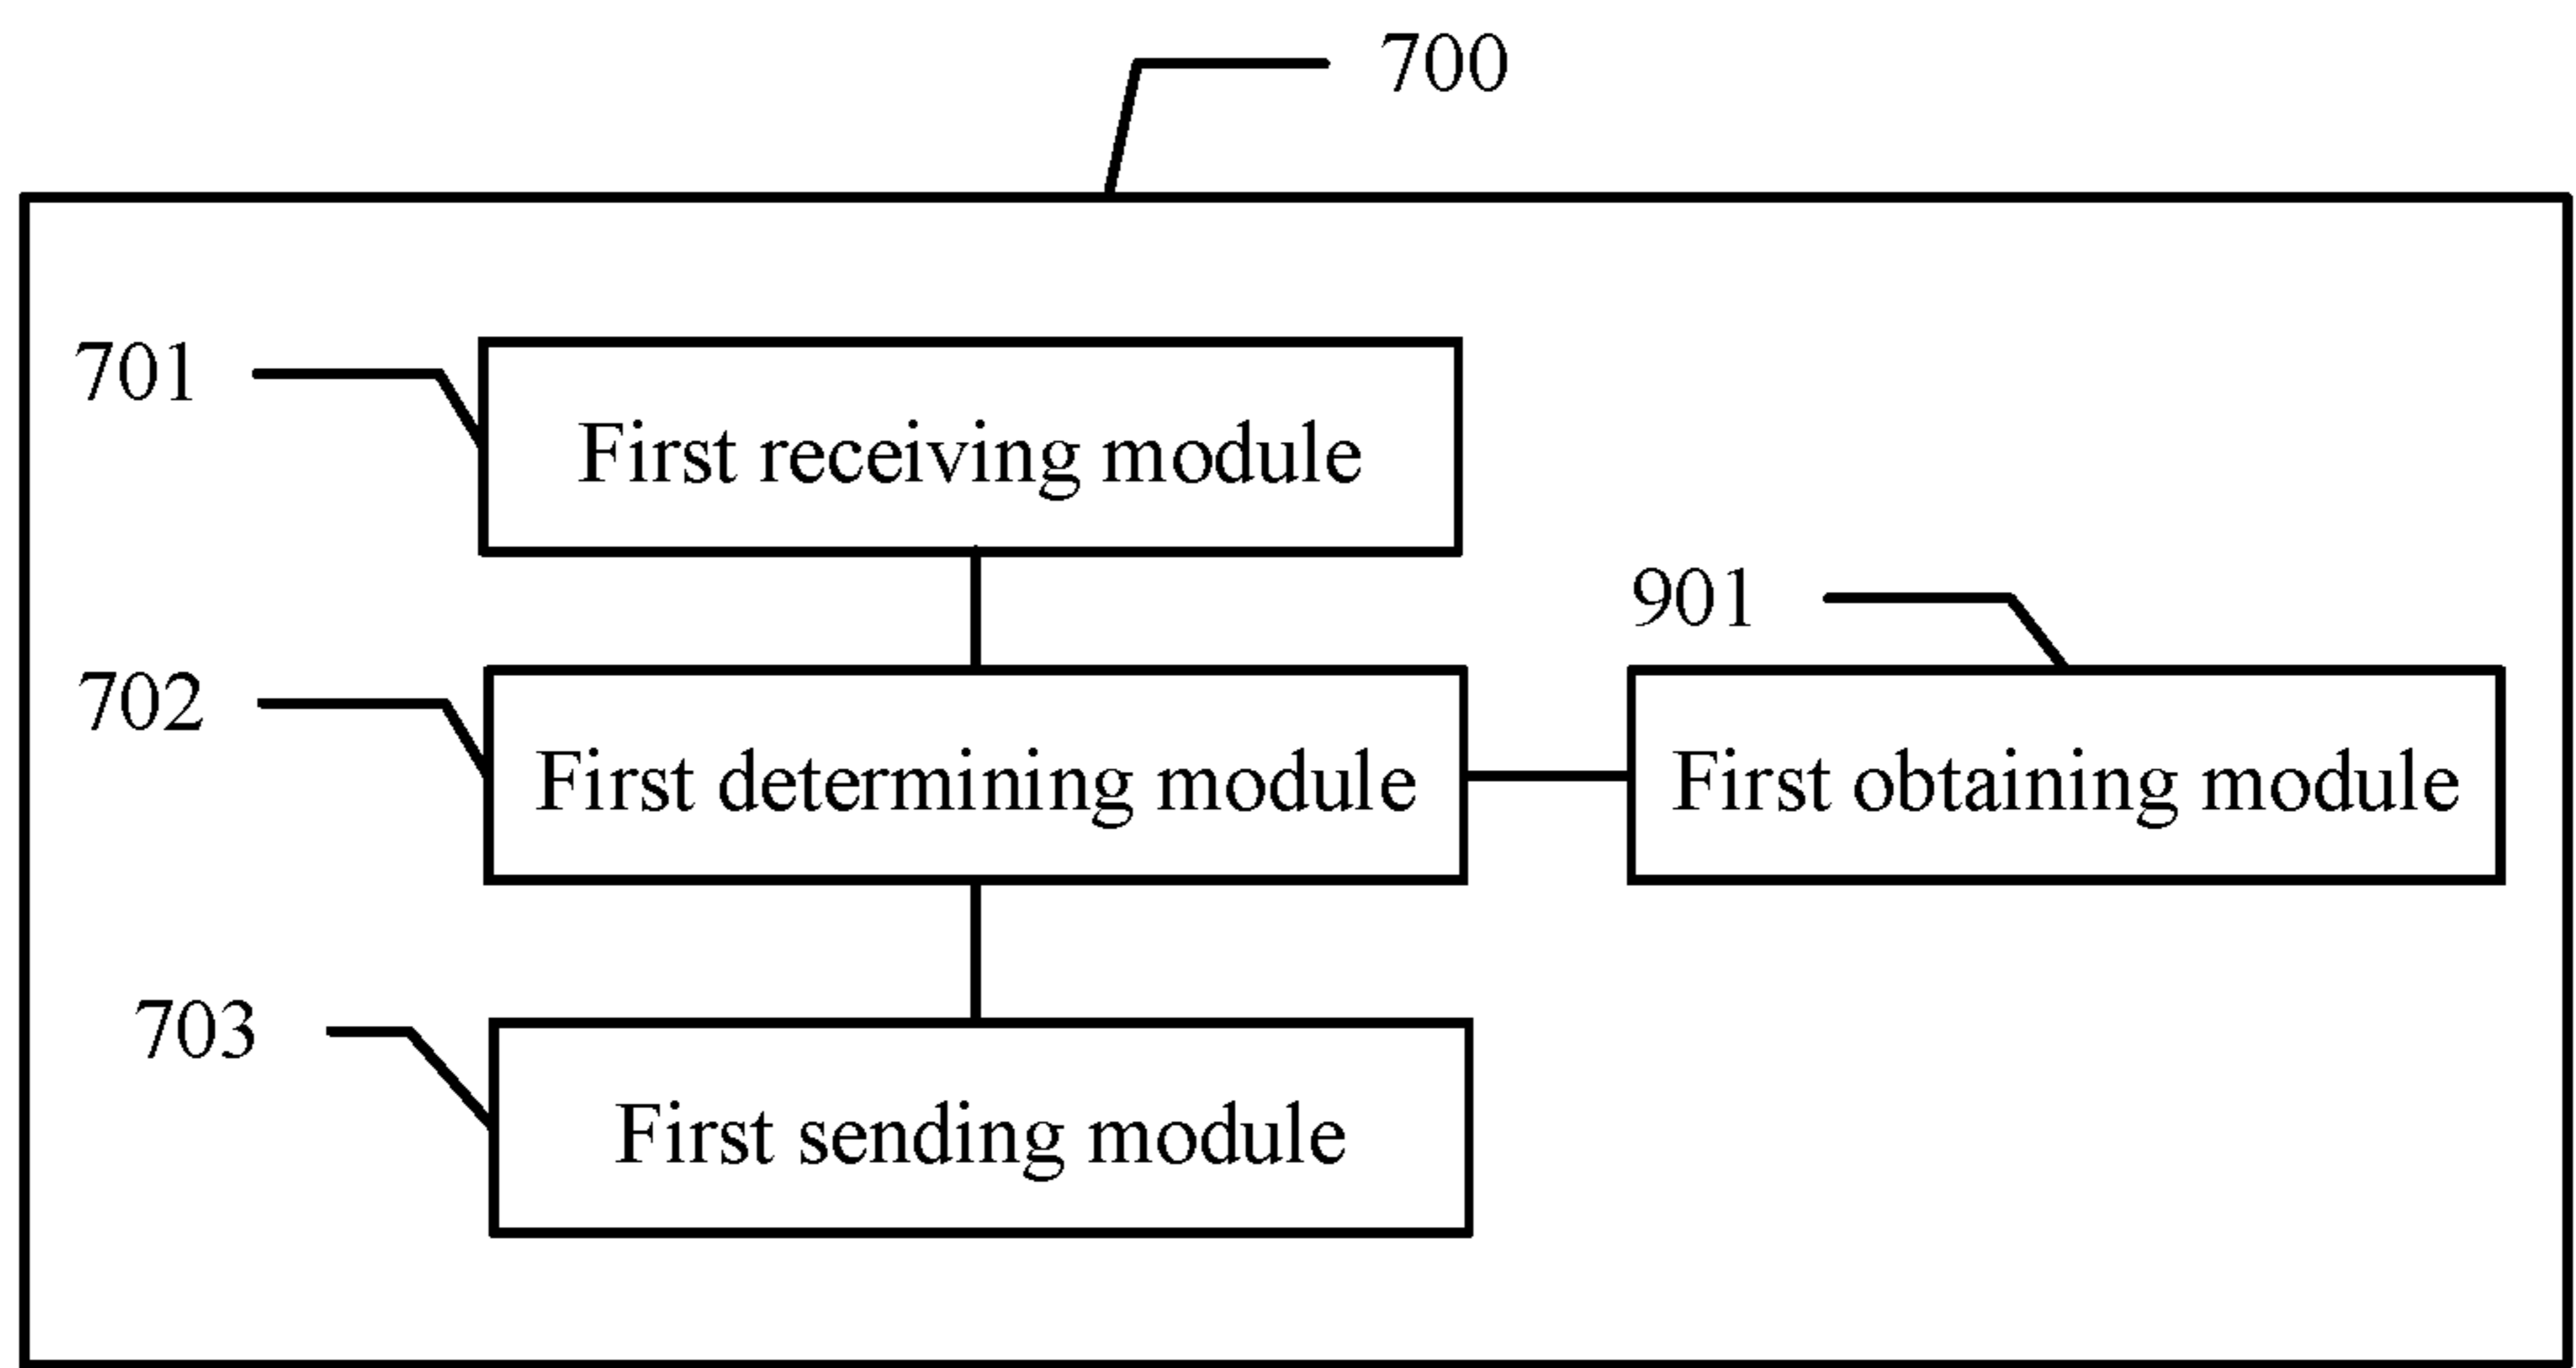 700
701
First receiving module
901
702
First determining module
First obtaining module
703
First sending module